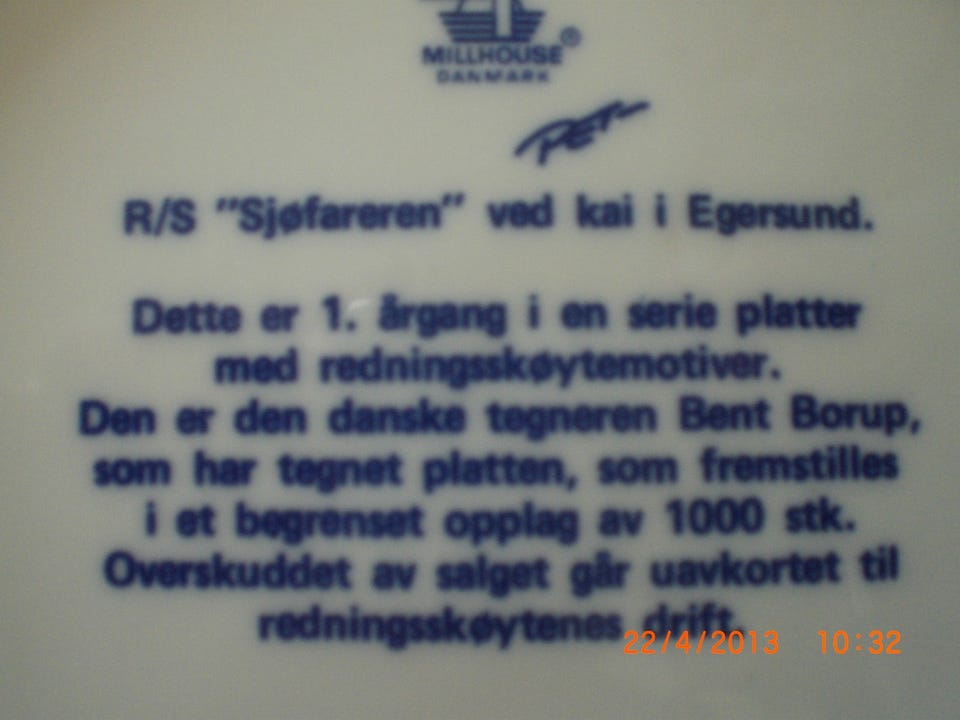 MILLHOUSE®
DANMARK
R/S "Sjøfareren" ved kai i Egersund.
Dette er 1. årgang i en serie platter
med redningsskøytemotiver.
Den er den danske tegneren Bent Borup,
som har tegnet platten, som fremstilles
i et begrenset opplag av 1000 stk.
Overskuddet av salget går uavkortet til
redningsskøytenes drift.
22/4/2013 10:32